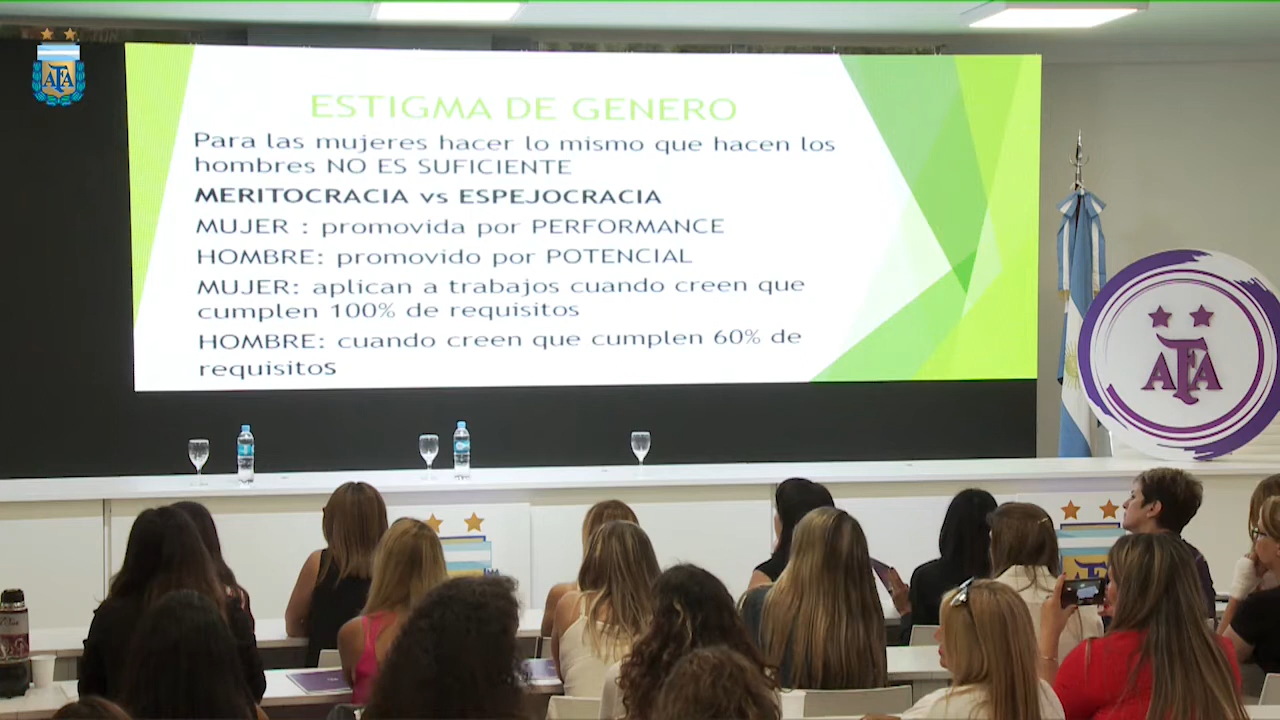 AFA
ESTIGMA DE GENERO
Para las mujeres hacer lo mismo que hacen los
hombres NO ES SUFICIENTE
MERITOCRACIA vs ESPEJOCRACIA
MUJER : promovida por PERFORMANCE
HOMBRE: promovido por POTENCIAL
MUJER: aplican a trabajos cuando creen que
cumplen 100% de requisitos
HOMBRE: cuando creen que cumplen 60% de
requisitos
AFA